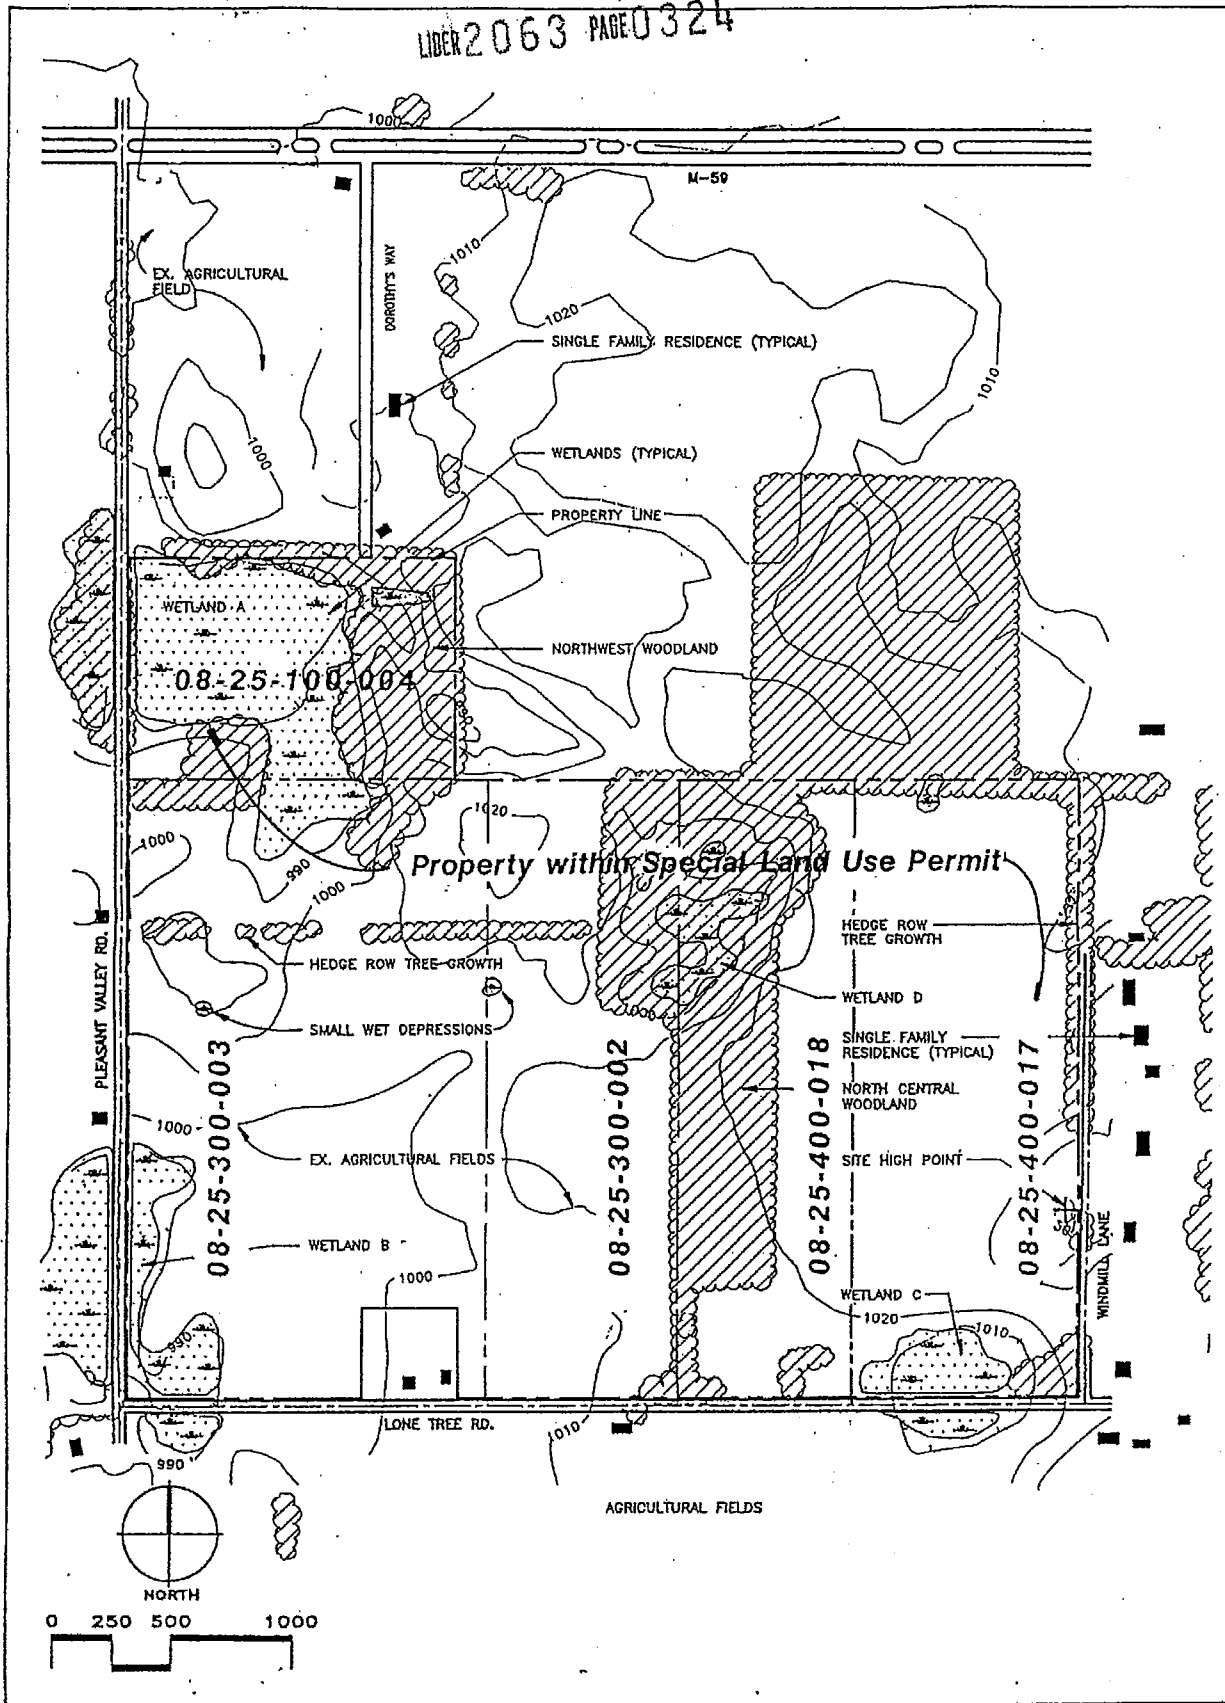 LIBER 2063 PAGE 0324
1000
M-59
DOROTHY'S WAY
1010
EX. AGRICULTURAL
FIELD
1020
SINGLE FAMILY RESIDENCE (TYPICAL)
1010
1000
WETLANDS (TYPICAL)
PROPERTY LINE
WETLAND A
NORTHWEST WOODLAND
08-25-100-004
1020
1000
990
1000
Property within Special Land Use Permit
PLEASANT VALLEY RD.
HEDGE ROW TREE GROWTH
HEDGE ROW
TREE GROWTH
WETLAND D
SMALL WET DEPRESSIONS
SINGLE FAMILY
RESIDENCE (TYPICAL)
08-25-300-003
08-25-300-002
08-25-400-018
08-25-400-017
NORTH CENTRAL
WOODLAND
1000
EX. AGRICULTURAL FIELDS
SITE HIGH POINT
WETLAND B
1000
WETLAND C
WINDMILL LANE
1020
1010
990
LONE TREE RD.
1010
990
AGRICULTURAL FIELDS
NORTH
0 250 500 1000